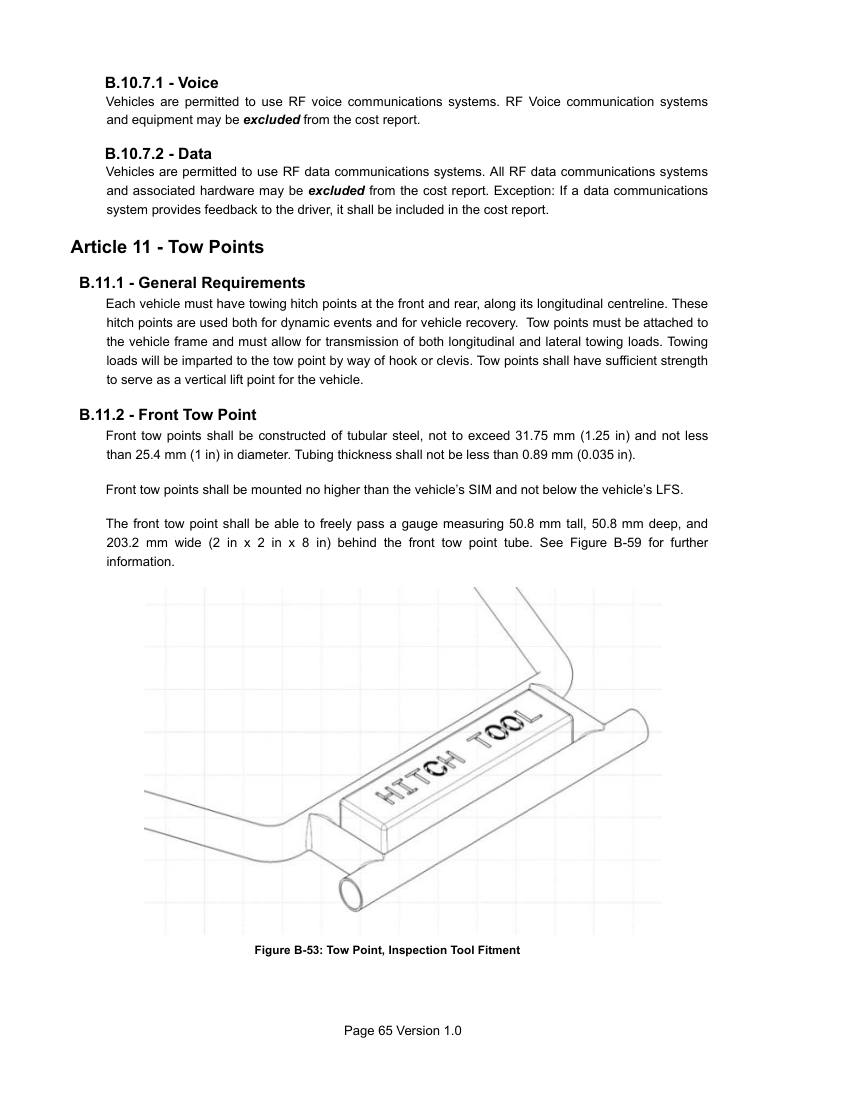 B.10.7.1 - Voice
Vehicles are permitted to use RF voice communications systems. RF Voice communication systems
and equipment may be excluded from the cost report.
B.10.7.2 - Data
Vehicles are permitted to use RF data communications systems. All RF data communications systems
and associated hardware may be excluded from the cost report. Exception: If a data communications
system provides feedback to the driver, it shall be included in the cost report.
Article 11 - Tow Points
B.11.1 - General Requirements
Each vehicle must have towing hitch points at the front and rear, along its longitudinal centreline. These
hitch points are used both for dynamic events and for vehicle recovery.  Tow points must be attached to
the vehicle frame and must allow for transmission of both longitudinal and lateral towing loads. Towing
loads will be imparted to the tow point by way of hook or clevis. Tow points shall have sufficient strength
to serve as a vertical lift point for the vehicle.
B.11.2 - Front Tow Point
Front tow points shall be constructed of tubular steel, not to exceed 31.75 mm (1.25 in) and not less
than 25.4 mm (1 in) in diameter. Tubing thickness shall not be less than 0.89 mm (0.035 in).
Front tow points shall be mounted no higher than the vehicle's SIM and not below the vehicle's LFS.
The front tow point shall be able to freely pass a gauge measuring 50.8 mm tall, 50.8 mm deep, and
203.2 mm wide (2 in x 2 in x 8 in) behind the front tow point tube. See Figure B-59 for further
information.
HITCH TOOL
Figure B-53: Tow Point, Inspection Tool Fitment
Page 65 Version 1.0